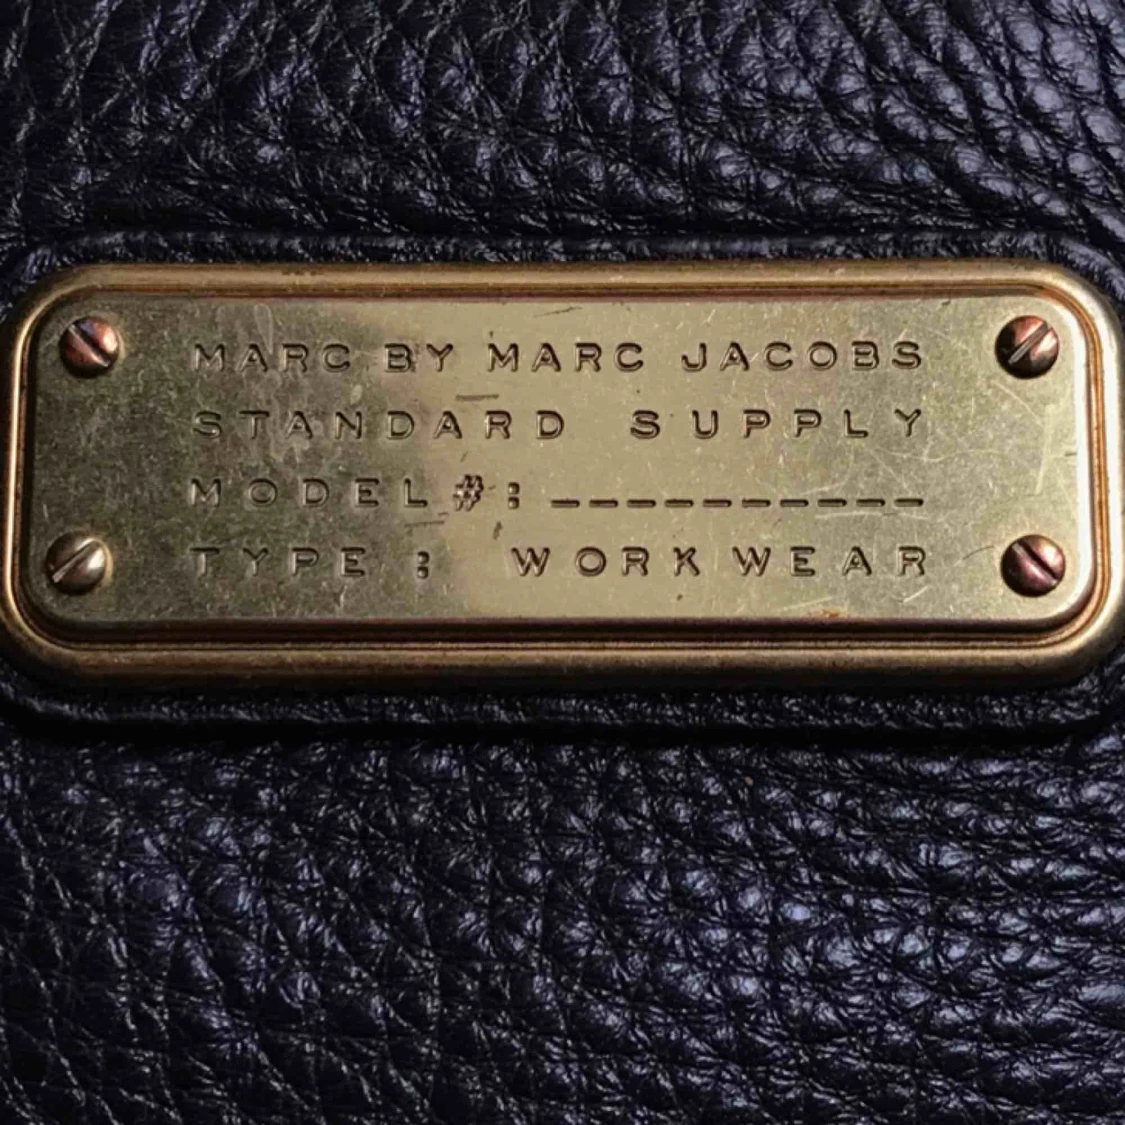 MARC BY MARC JACOBS
STANDARD SUPPLY
MODEL#: __________
TYPE: WORKWEAR